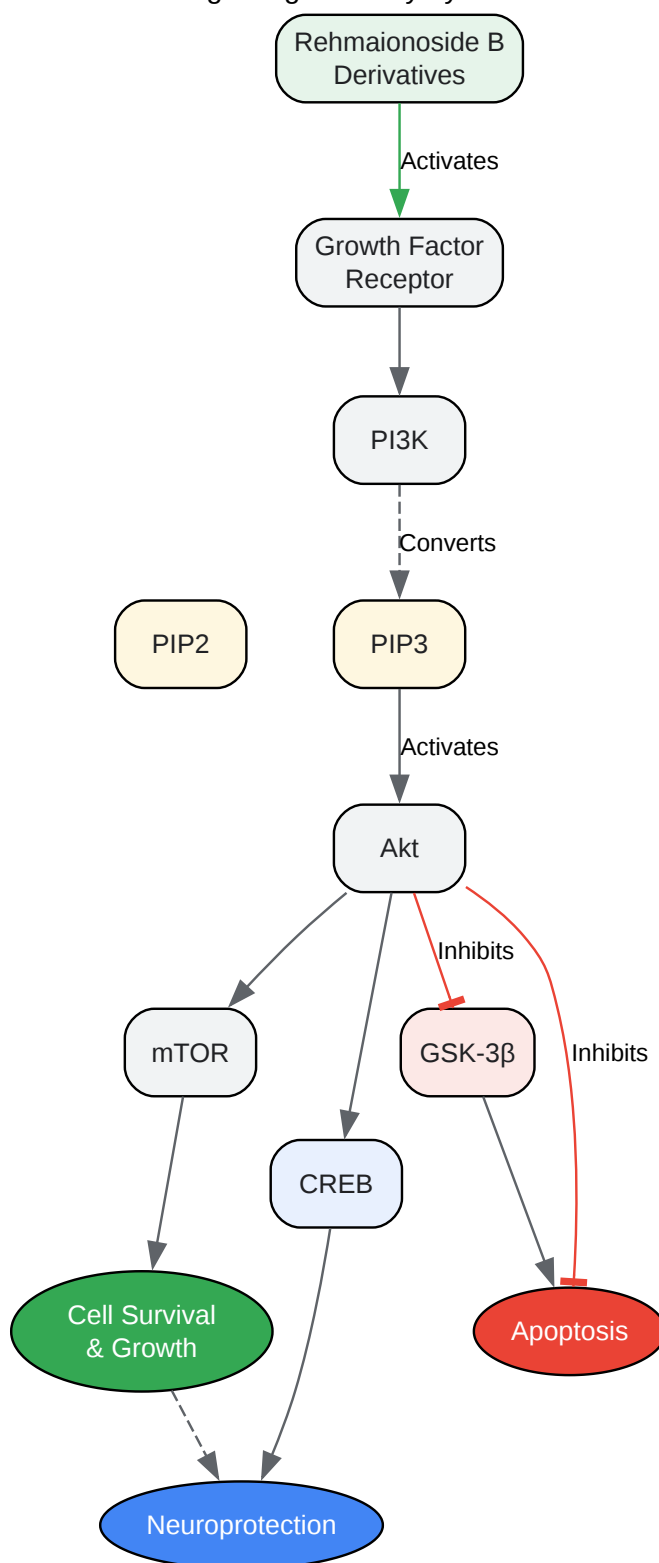 Rehmaionoside B
Derivatives
Activates
Growth Factor
Receptor
PI3K
Converts
PIP2
PIP3
Activates
Akt
Inhibits
mTOR
GSK-3β
Inhibits
CREB
Cell Survival
& Growth
Apoptosis
Neuroprotection